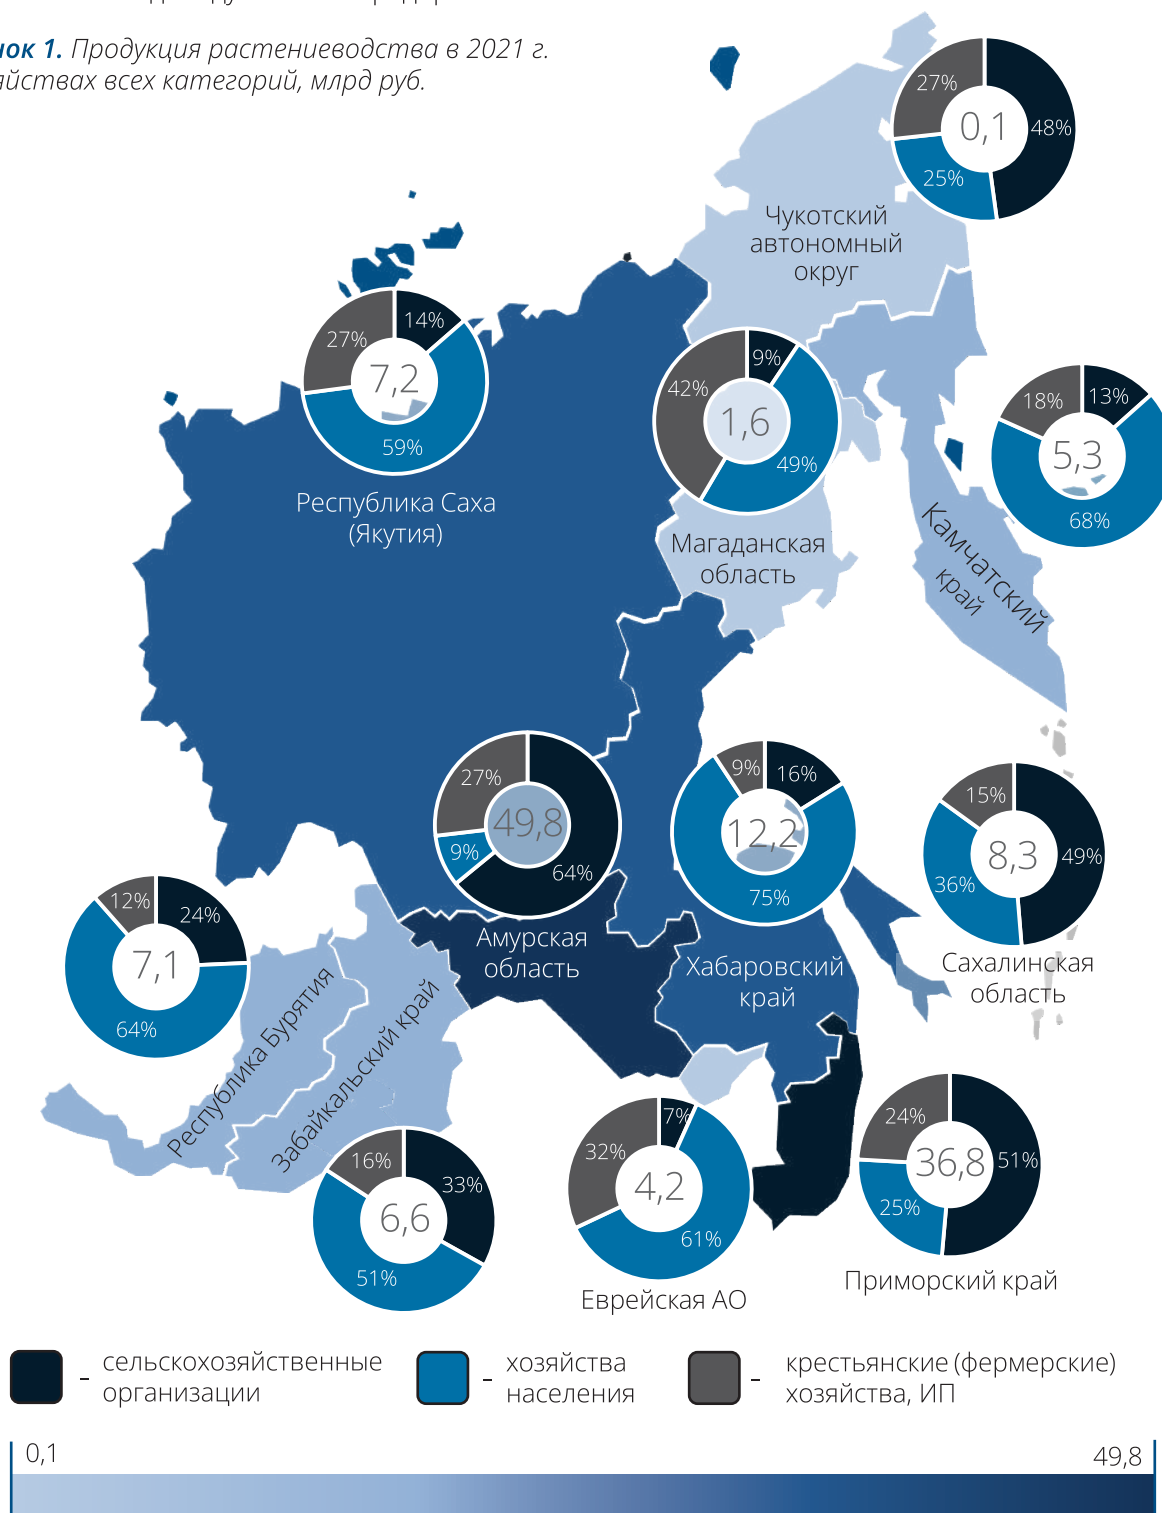 нок 1. Продукция растениеводства в 2021 г.
яйствах всех категорий, млрд руб.
27%
0,1
48%
25%
Чукотский
автономный
округ
14%
27%
7,2
59%
Республика Саха
(Якутия)
9%
42%
1,6
49%
Магаданская
область
13%
18%
5,3
68%
Камчатский
край
27%
49,8
9%
64%
Амурская
область
9%
16%
12,2
75%
Хабаровский
край
15%
8,3
49%
36%
Сахалинская
область
12%
24%
7,1
64%
Республика Бурятия
Забайкальский край
16%
33%
6,6
51%
7%
32%
4,2
61%
Еврейская АО
24%
36,8
51%
25%
Приморский край
- сельскохозяйственные
организации
- хозяйства
населения
- крестьянские (фермерские)
хозяйства, ИП
0,1
49,8